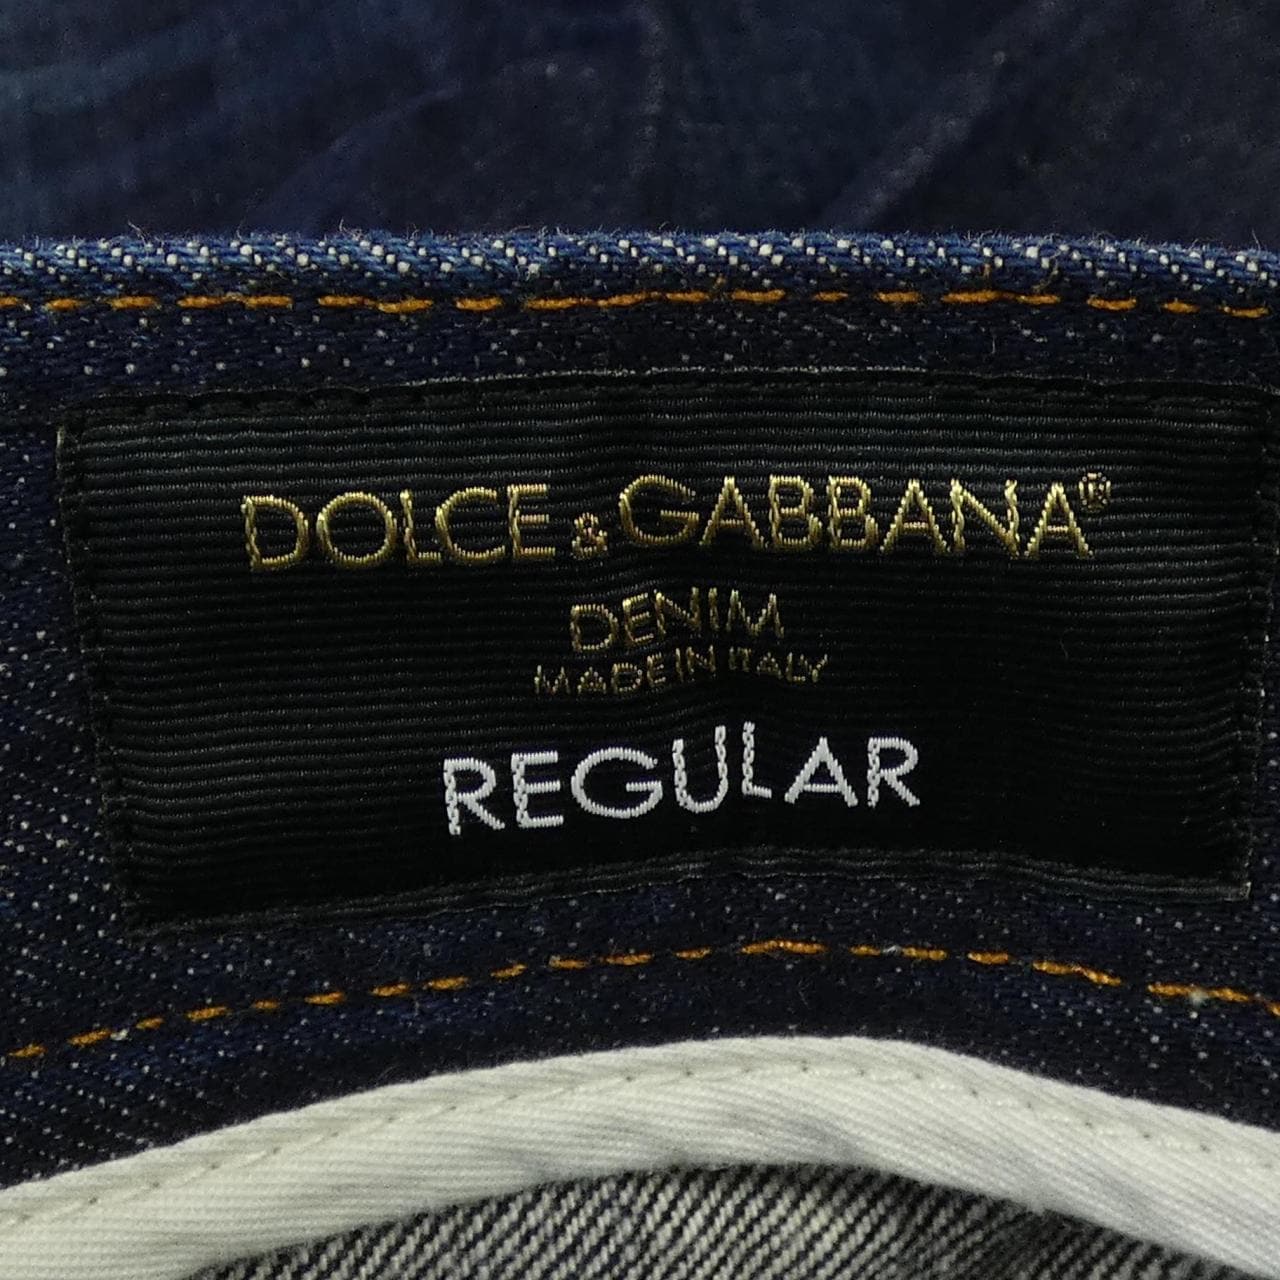 DOLCE & GABBANA®
DENIM
MADE IN ITALY
REGULAR